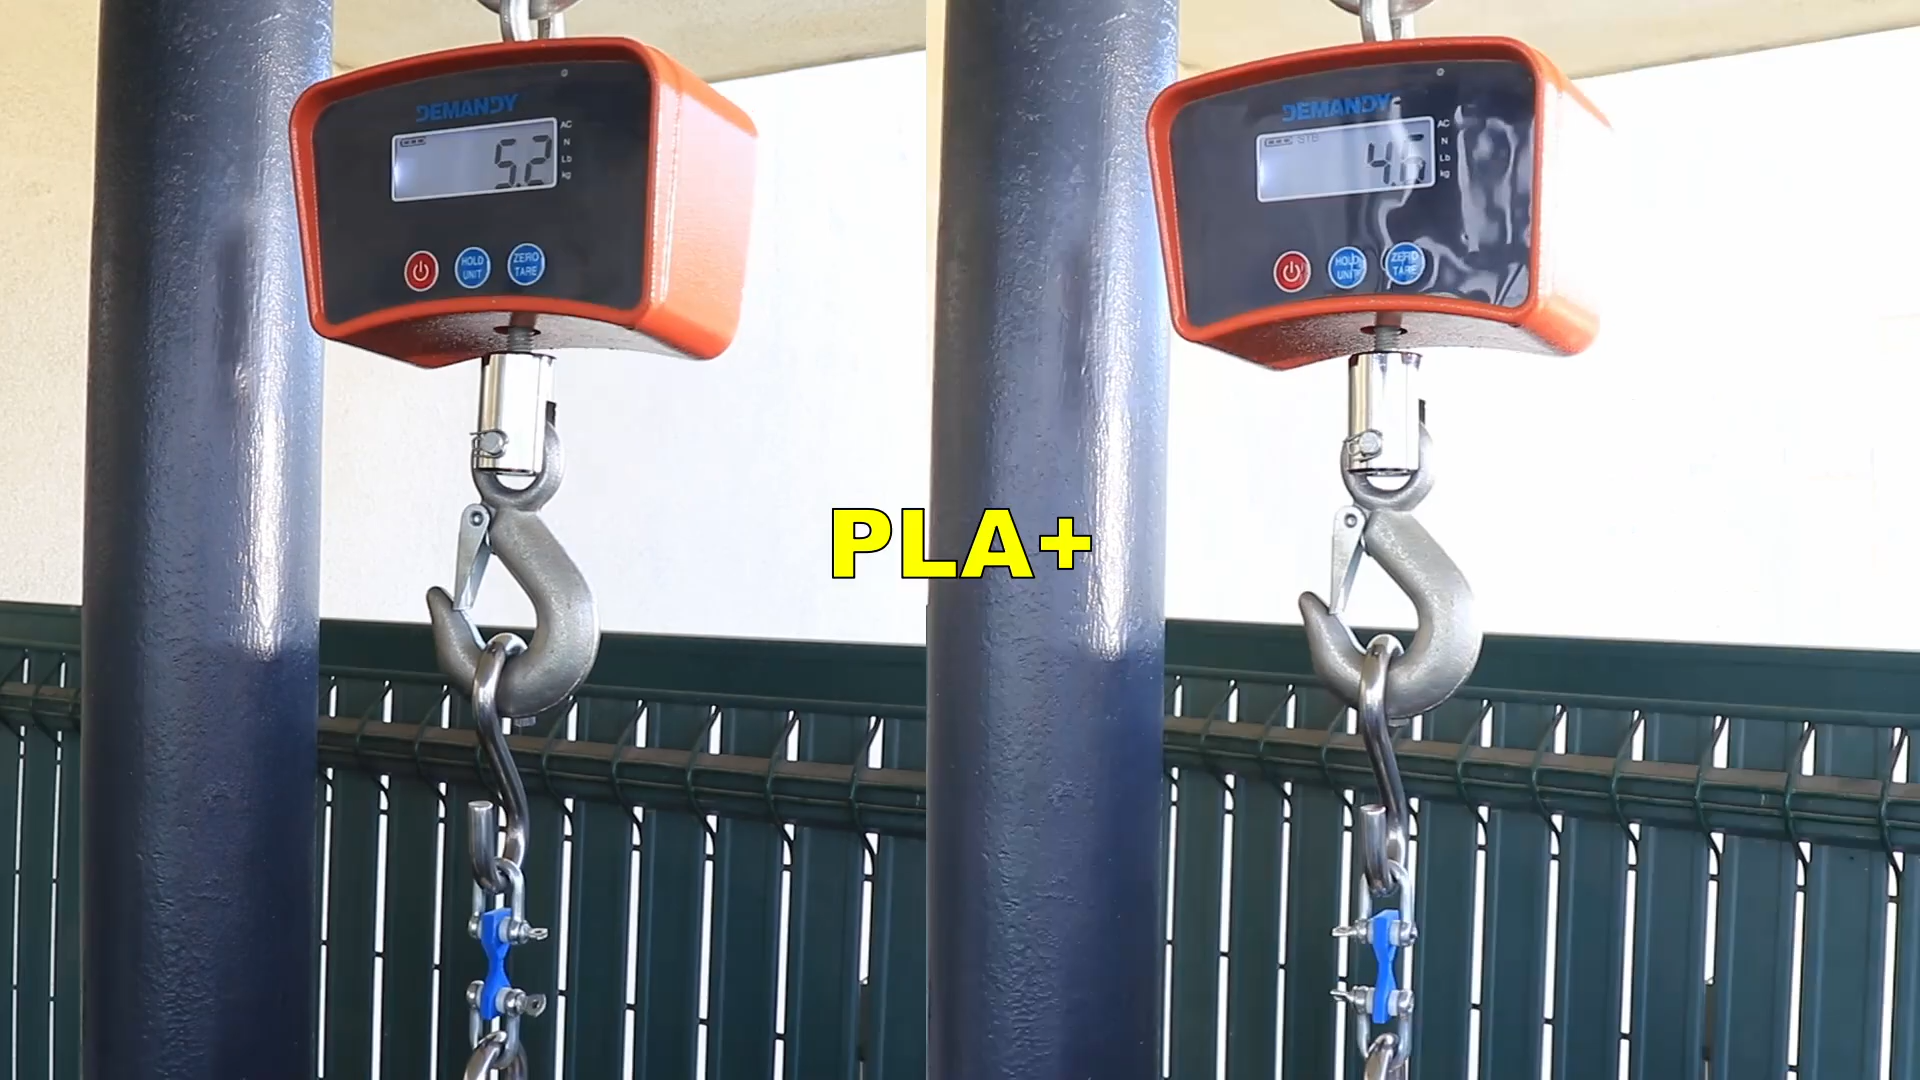 DEMANDY
5.2
AC
N
Lb
kg
HOLD
UNIT
ZERO
TARE
PLA+
DEMANDY
STB
4.6
AC
N
Lb
kg
HOLD
UNIT
ZERO
TARE